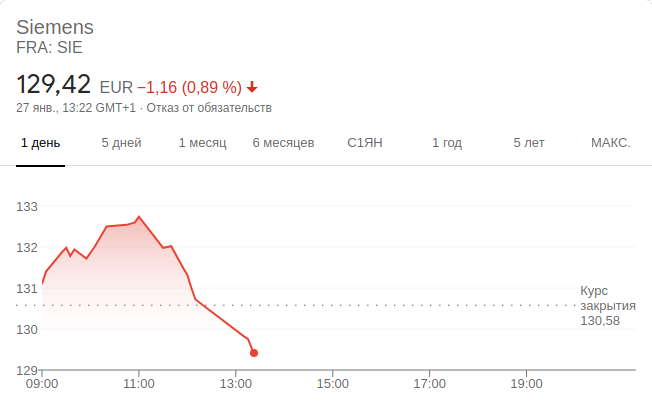 Siemens
FRA: SIE
129,42 EUR −1,16 (0,89 %)
27 янв., 13:22 GMT+1 · Отказ от обязательств
1 день 5 дней 1 месяц 6 месяцев С1ЯН 1 год 5 лет МАКС.
133
132
131
130
129
Курс
закрытия
130,58
09:00 11:00 13:00 15:00 17:00 19:00